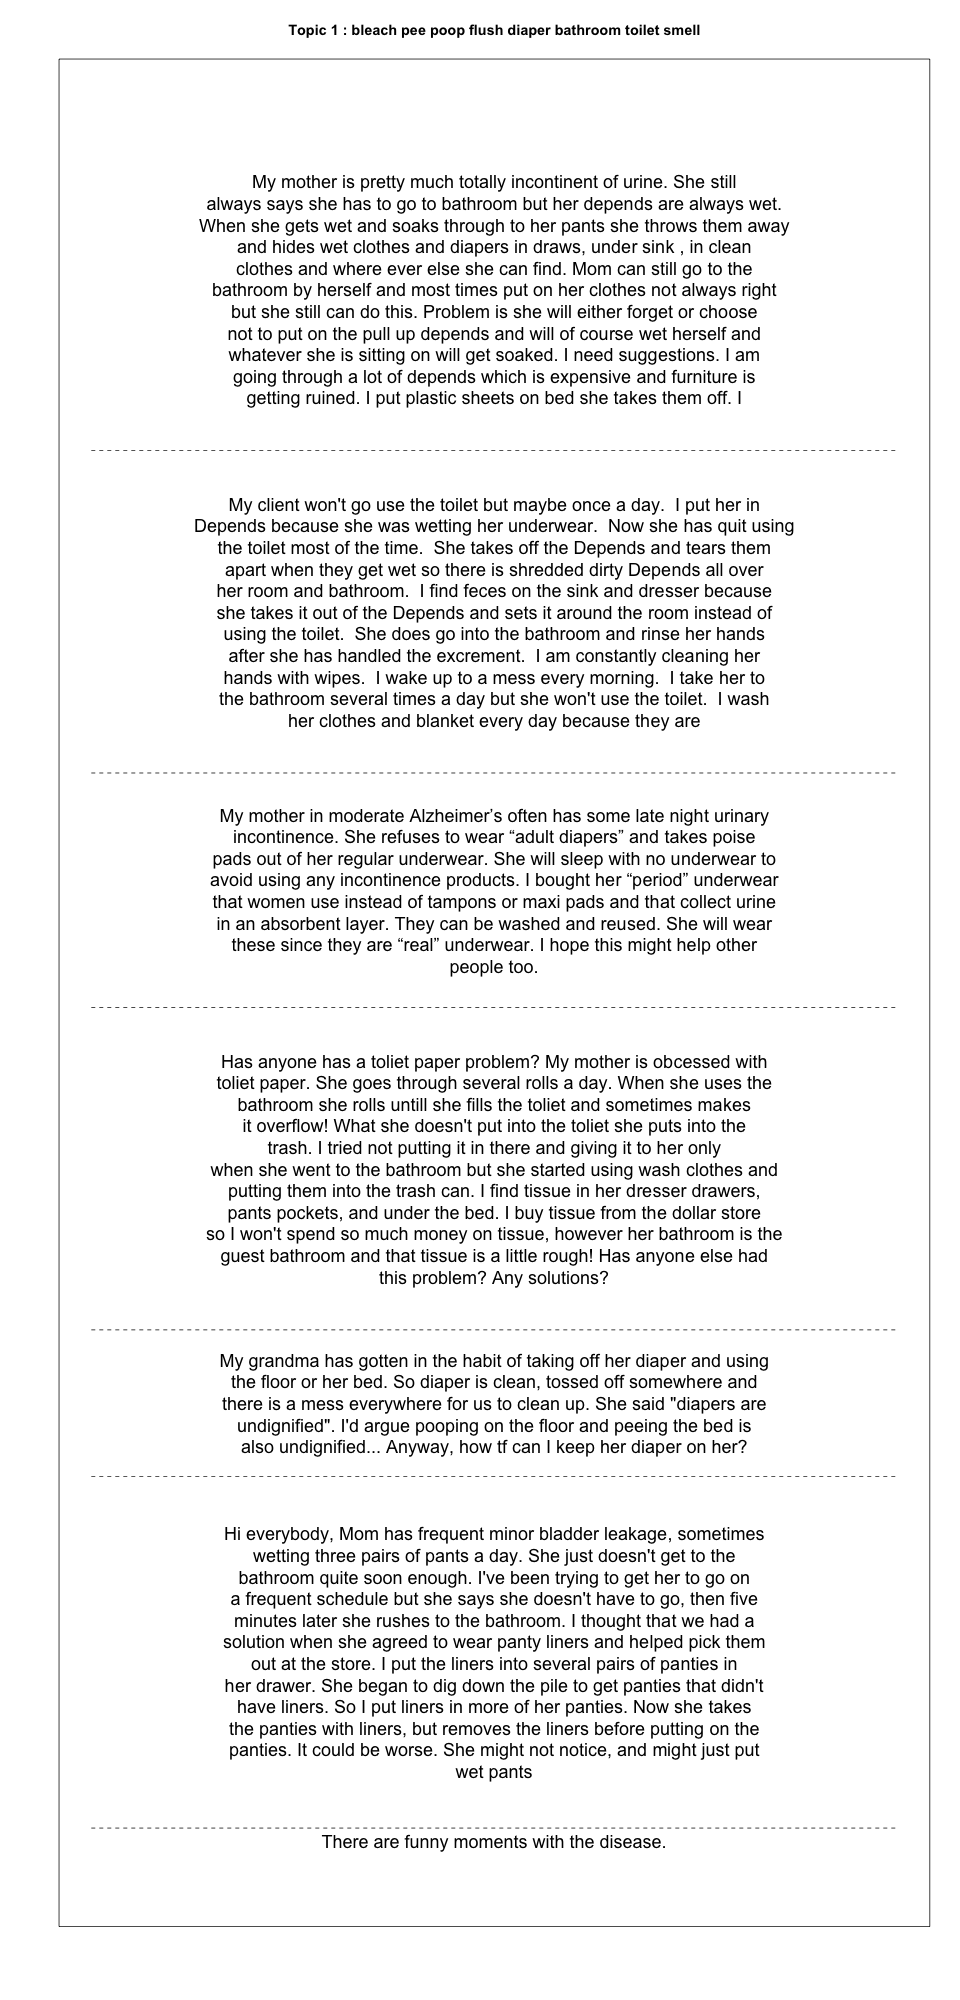 Topic 1 : bleach pee poop flush diaper bathroom toilet smell
My mother is pretty much totally incontinent of urine. She still
always says she has to go to bathroom but her depends are always wet.
When she gets wet and soaks through to her pants she throws them away
and hides wet clothes and diapers in draws, under sink , in clean
clothes and where ever else she can find. Mom can still go to the
bathroom by herself and most times put on her clothes not always right
but she still can do this. Problem is she will either forget or choose
not to put on the pull up depends and will of course wet herself and
whatever she is sitting on will get soaked. I need suggestions. I am
going through a lot of depends which is expensive and furniture is
getting ruined. I put plastic sheets on bed she takes them off. I
My client won't go use the toilet but maybe once a day.  I put her in
Depends because she was wetting her underwear.  Now she has quit using
the toilet most of the time.  She takes off the Depends and tears them
apart when they get wet so there is shredded dirty Depends all over
her room and bathroom.  I find feces on the sink and dresser because
she takes it out of the Depends and sets it around the room instead of
using the toilet.  She does go into the bathroom and rinse her hands
after she has handled the excrement.  I am constantly cleaning her
hands with wipes.  I wake up to a mess every morning.  I take her to
the bathroom several times a day but she won't use the toilet.  I wash
her clothes and blanket every day because they are
My mother in moderate Alzheimer’s often has some late night urinary
incontinence. She refuses to wear “adult diapers” and takes poise
pads out of her regular underwear. She will sleep with no underwear to
avoid using any incontinence products. I bought her “period” underwear
that women use instead of tampons or maxi pads and that collect urine
in an absorbent layer. They can be washed and reused. She will wear
these since they are “real” underwear. I hope this might help other
people too.
Has anyone has a toliet paper problem? My mother is obcessed with
toliet paper. She goes through several rolls a day. When she uses the
bathroom she rolls untill she fills the toliet and sometimes makes
it overflow! What she doesn't put into the toliet she puts into the
trash. I tried not putting it in there and giving it to her only
when she went to the bathroom but she started using wash clothes and
putting them into the trash can. I find tissue in her dresser drawers,
pants pockets, and under the bed. I buy tissue from the dollar store
so I won't spend so much money on tissue, however her bathroom is the
guest bathroom and that tissue is a little rough! Has anyone else had
this problem? Any solutions?
My grandma has gotten in the habit of taking off her diaper and using
the floor or her bed. So diaper is clean, tossed off somewhere and
there is a mess everywhere for us to clean up. She said "diapers are
undignified". I'd argue pooping on the floor and peeing the bed is
also undignified... Anyway, how tf can I keep her diaper on her?
Hi everybody, Mom has frequent minor bladder leakage, sometimes
wetting three pairs of pants a day. She just doesn't get to the
bathroom quite soon enough. I've been trying to get her to go on
a frequent schedule but she says she doesn't have to go, then five
minutes later she rushes to the bathroom. I thought that we had a
solution when she agreed to wear panty liners and helped pick them
out at the store. I put the liners into several pairs of panties in
her drawer. She began to dig down the pile to get panties that didn't
have liners. So I put liners in more of her panties. Now she takes
the panties with liners, but removes the liners before putting on the
panties. It could be worse. She might not notice, and might just put
wet pants
There are funny moments with the disease.